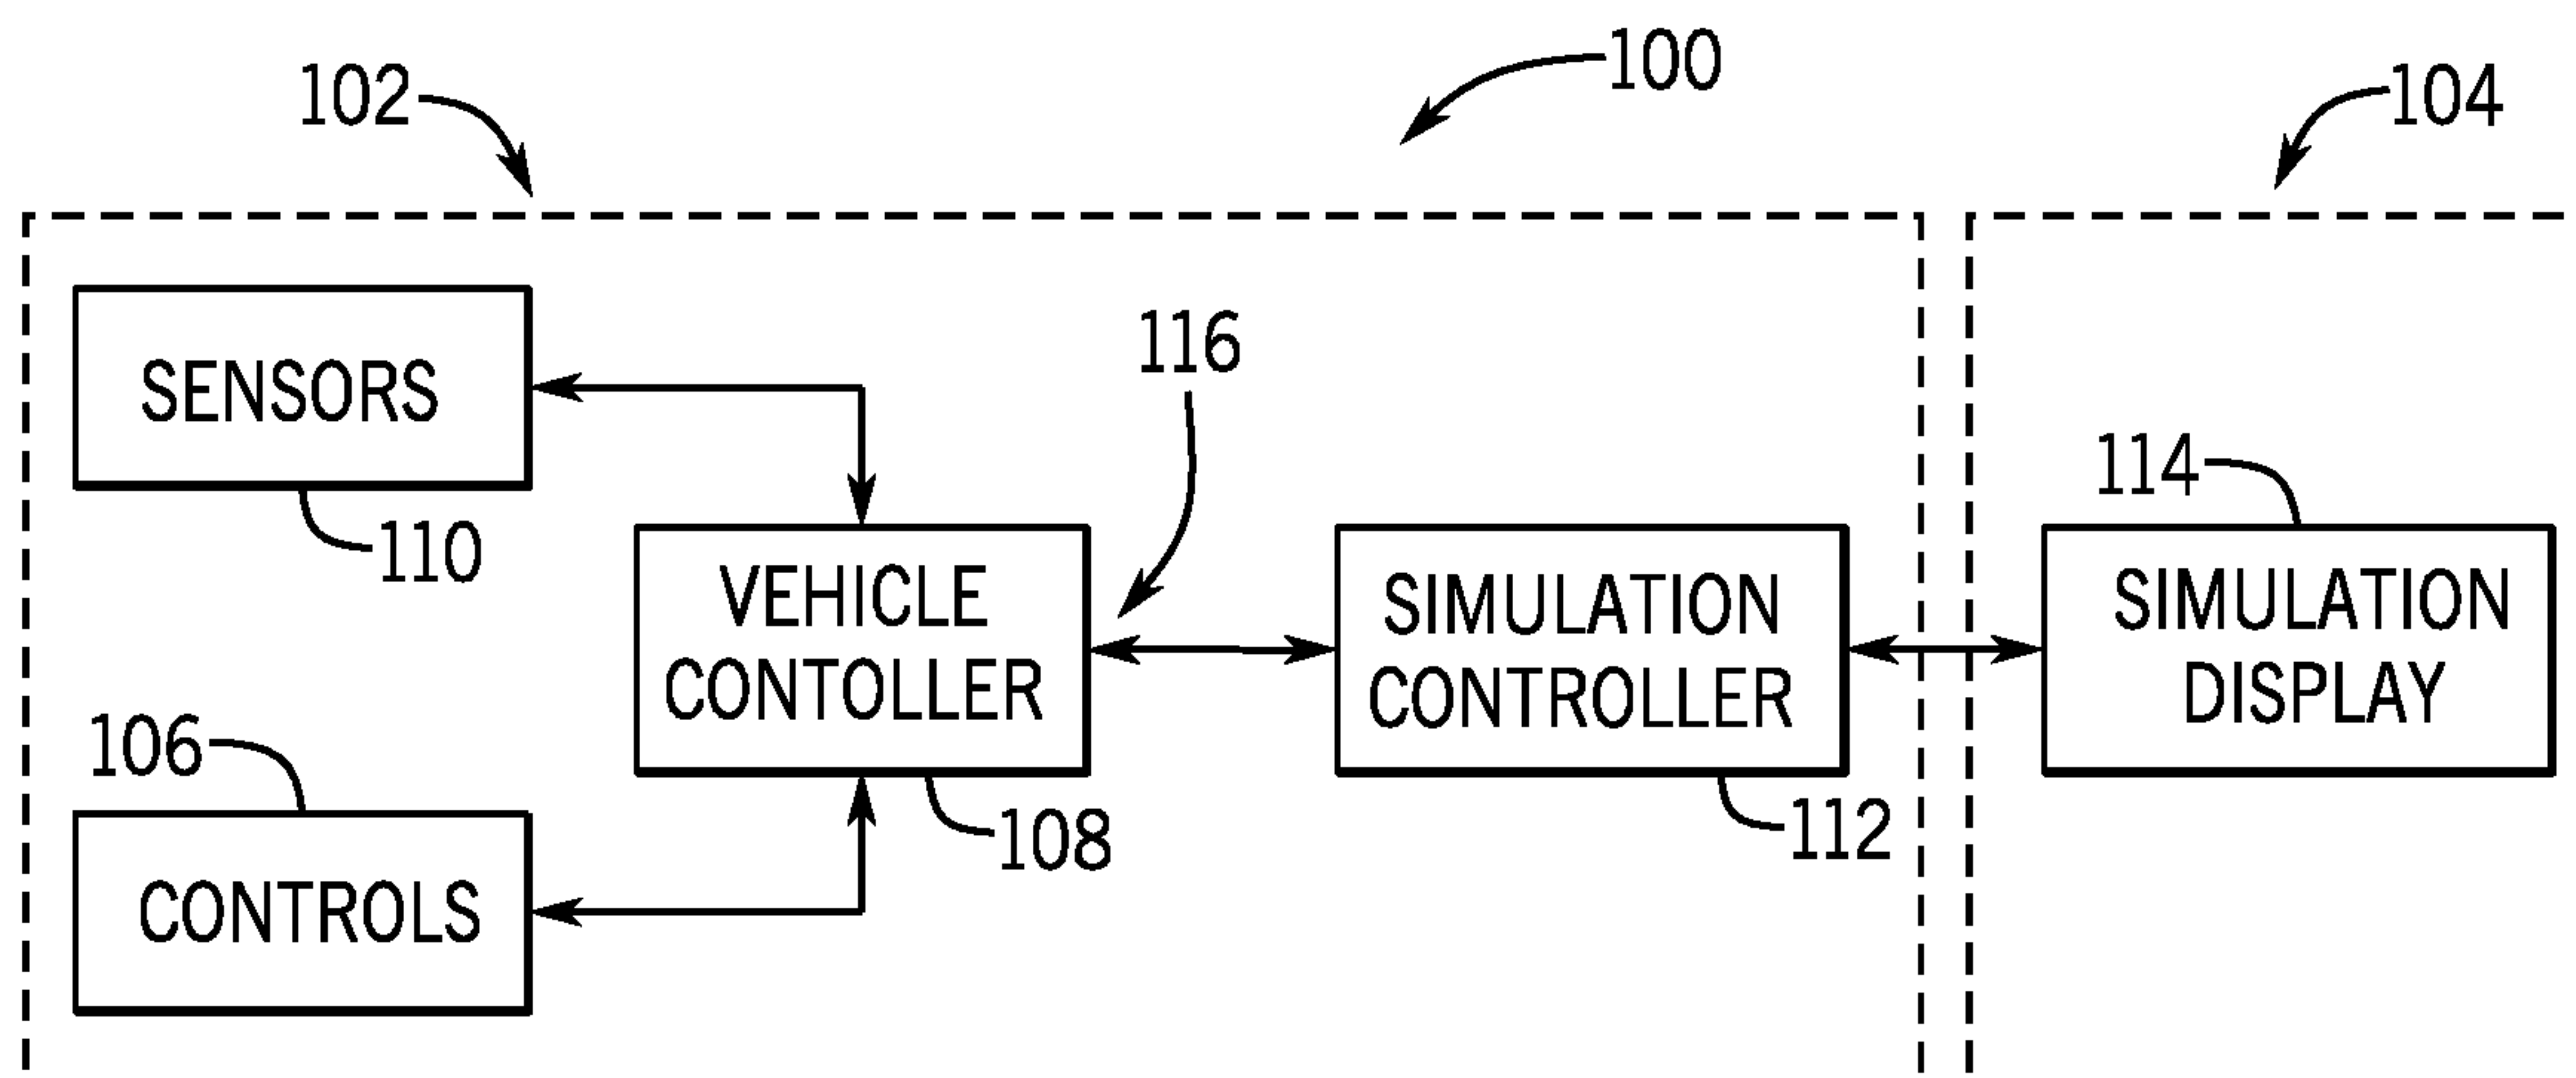 100
102
104
SENSORS
116
110
114
VEHICLE
CONTOLLER
SIMULATION
CONTROLLER
SIMULATION
DISPLAY
106
108
112
CONTROLS